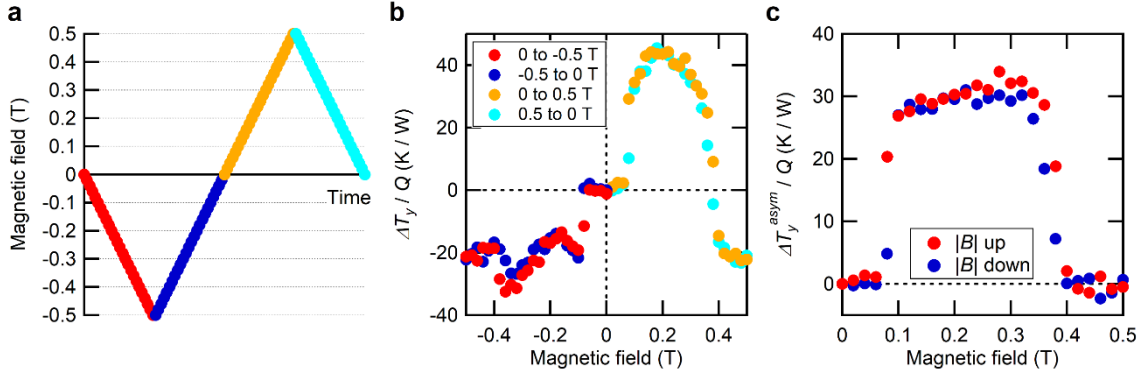 a
0.5
0.4
0.3
0.2
0.1
0
-0.1
-0.2
-0.3
-0.4
-0.5
Magnetic field (T)
Time
b
40
20
0
-20
-40
ΔTy / Q (K / W)
0 to -0.5 T
-0.5 to 0 T
0 to 0.5 T
0.5 to 0 T
-0.4
-0.2
0
0.2
0.4
Magnetic field (T)
c
40
30
20
10
0
ΔTy asym / Q (K / W)
|B| up
|B| down
0
0.1
0.2
0.3
0.4
0.5
Magnetic field (T)